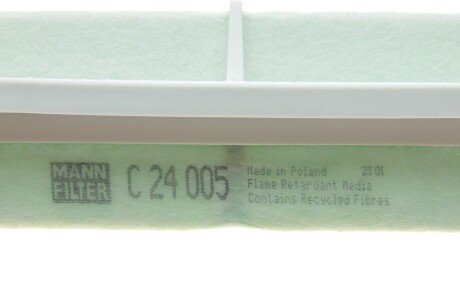 MANN
FILTER
C 24 005
Made in Poland 23 01
Flame Retardant Media
Contains Recycled Fibres